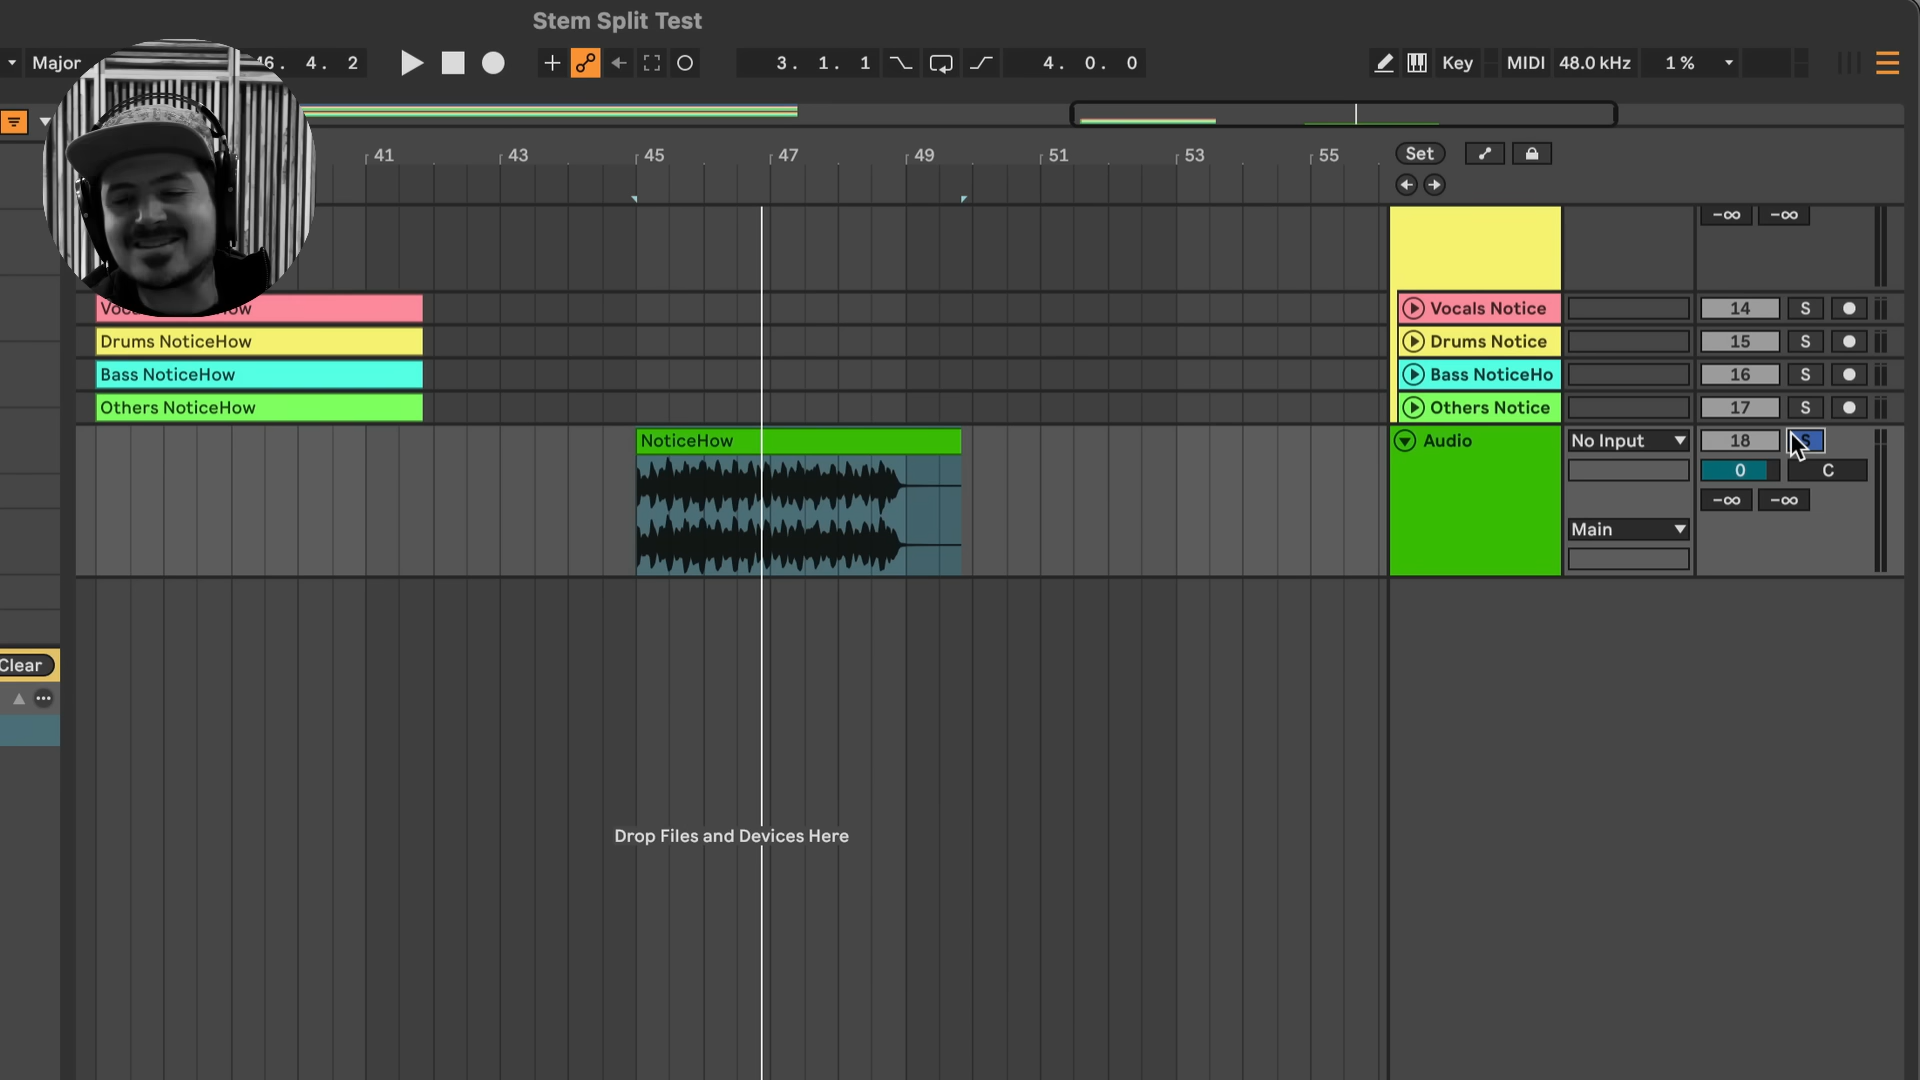 Stem Split Test
Major
46. 4. 2
3. 1. 1
4. 0. 0
Key
MIDI
48.0 kHz
1 %
41
43
45
47
49
51
53
55
Set
-∞ -∞
Vocals Notice
14
S
Drums NoticeHow
Drums Notice
15
S
Bass NoticeHow
Bass NoticeHo
16
S
Others NoticeHow
Others Notice
17
S
NoticeHow
Audio
No Input
18
S
0
C
-∞ -∞
Main
Clear
Drop Files and Devices Here